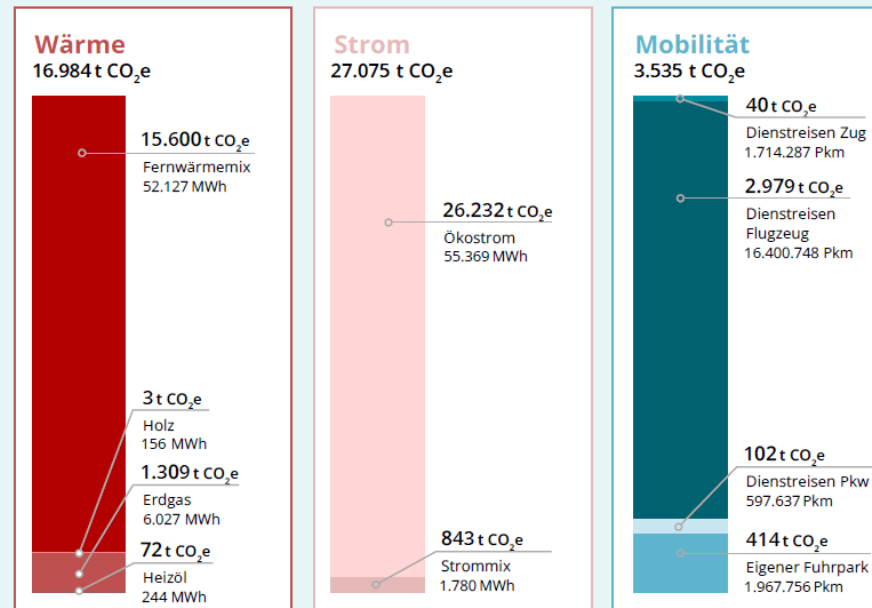 Wärme
16.984 t CO₂e
15.600 t CO₂e
Fernwärmemix
52.127 MWh
3 t CO₂e
Holz
156 MWh
1.309 t CO₂e
Erdgas
6.027 MWh
72 t CO₂e
Heizöl
244 MWh
Strom
27.075 t CO₂e
26.232 t CO₂e
Ökostrom
55.369 MWh
843 t CO₂e
Strommix
1.780 MWh
Mobilität
3.535 t CO₂e
40 t CO₂e
Dienstreisen Zug
1.714.287 Pkm
2.979 t CO₂e
Dienstreisen
Flugzeug
16.400.748 Pkm
102 t CO₂e
Dienstreisen Pkw
597.637 Pkm
414 t CO₂e
Eigener Fuhrpark
1.967.756 Pkm